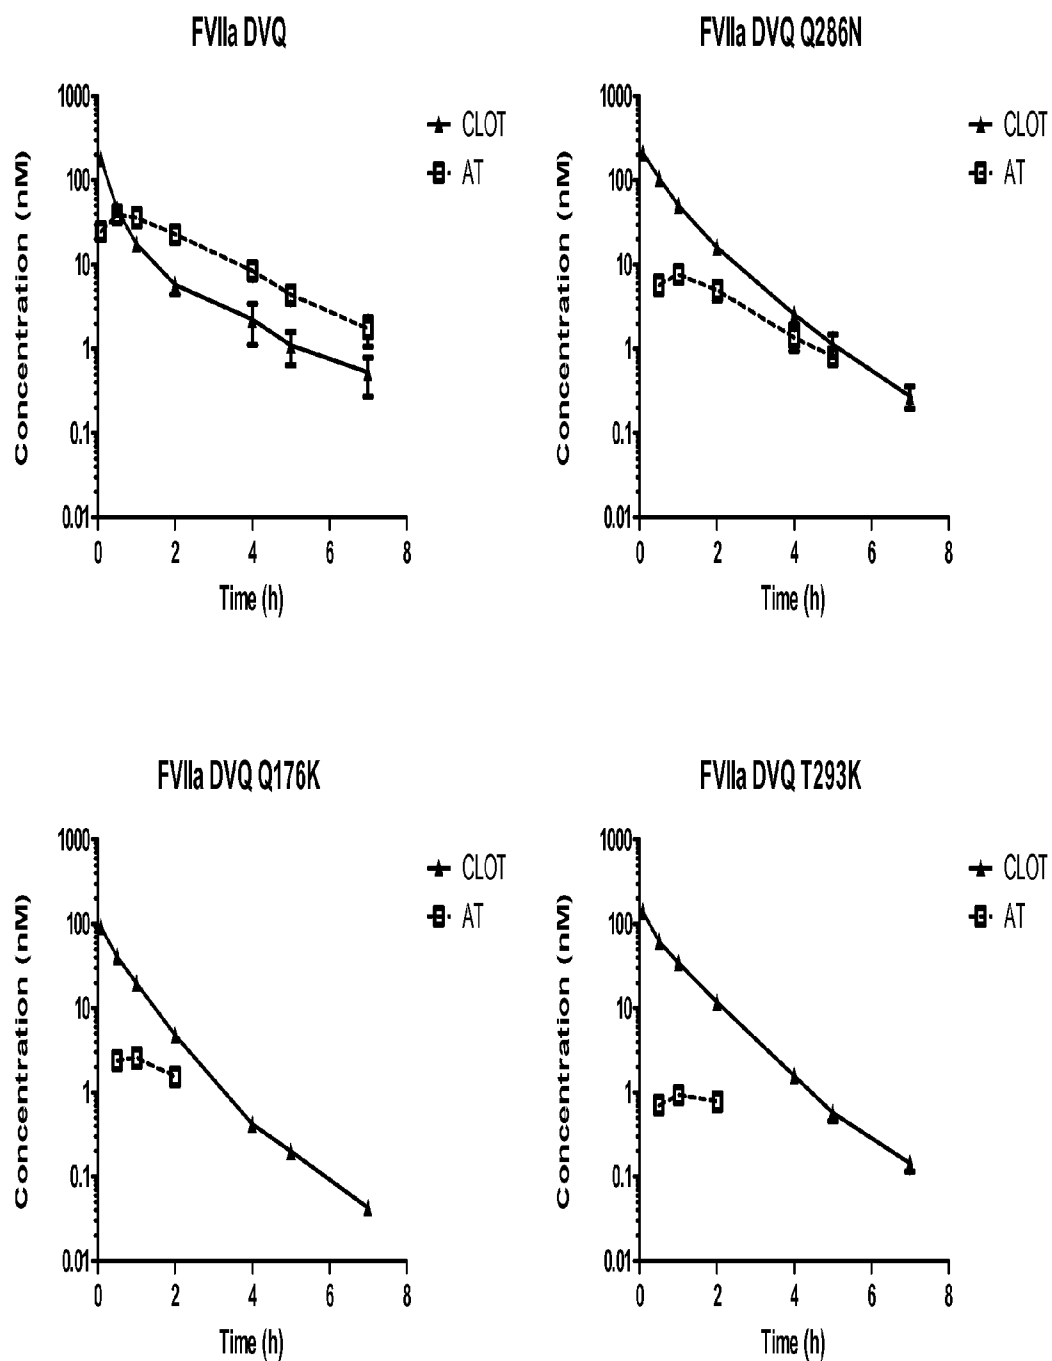 FVIIa DVQ
Concentration (nM)
1000
100
10
1
0.1
0.01
0 2 4 6 8
Time (h)
CLOT
AT
FVIIa DVQ Q286N
Concentration (nM)
1000
100
10
1
0.1
0.01
0 2 4 6 8
Time (h)
CLOT
AT
FVIIa DVQ Q176K
Concentration (nM)
1000
100
10
1
0.1
0.01
0 2 4 6 8
Time (h)
CLOT
AT
FVIIa DVQ T293K
Concentration (nM)
1000
100
10
1
0.1
0.01
0 2 4 6 8
Time (h)
CLOT
AT